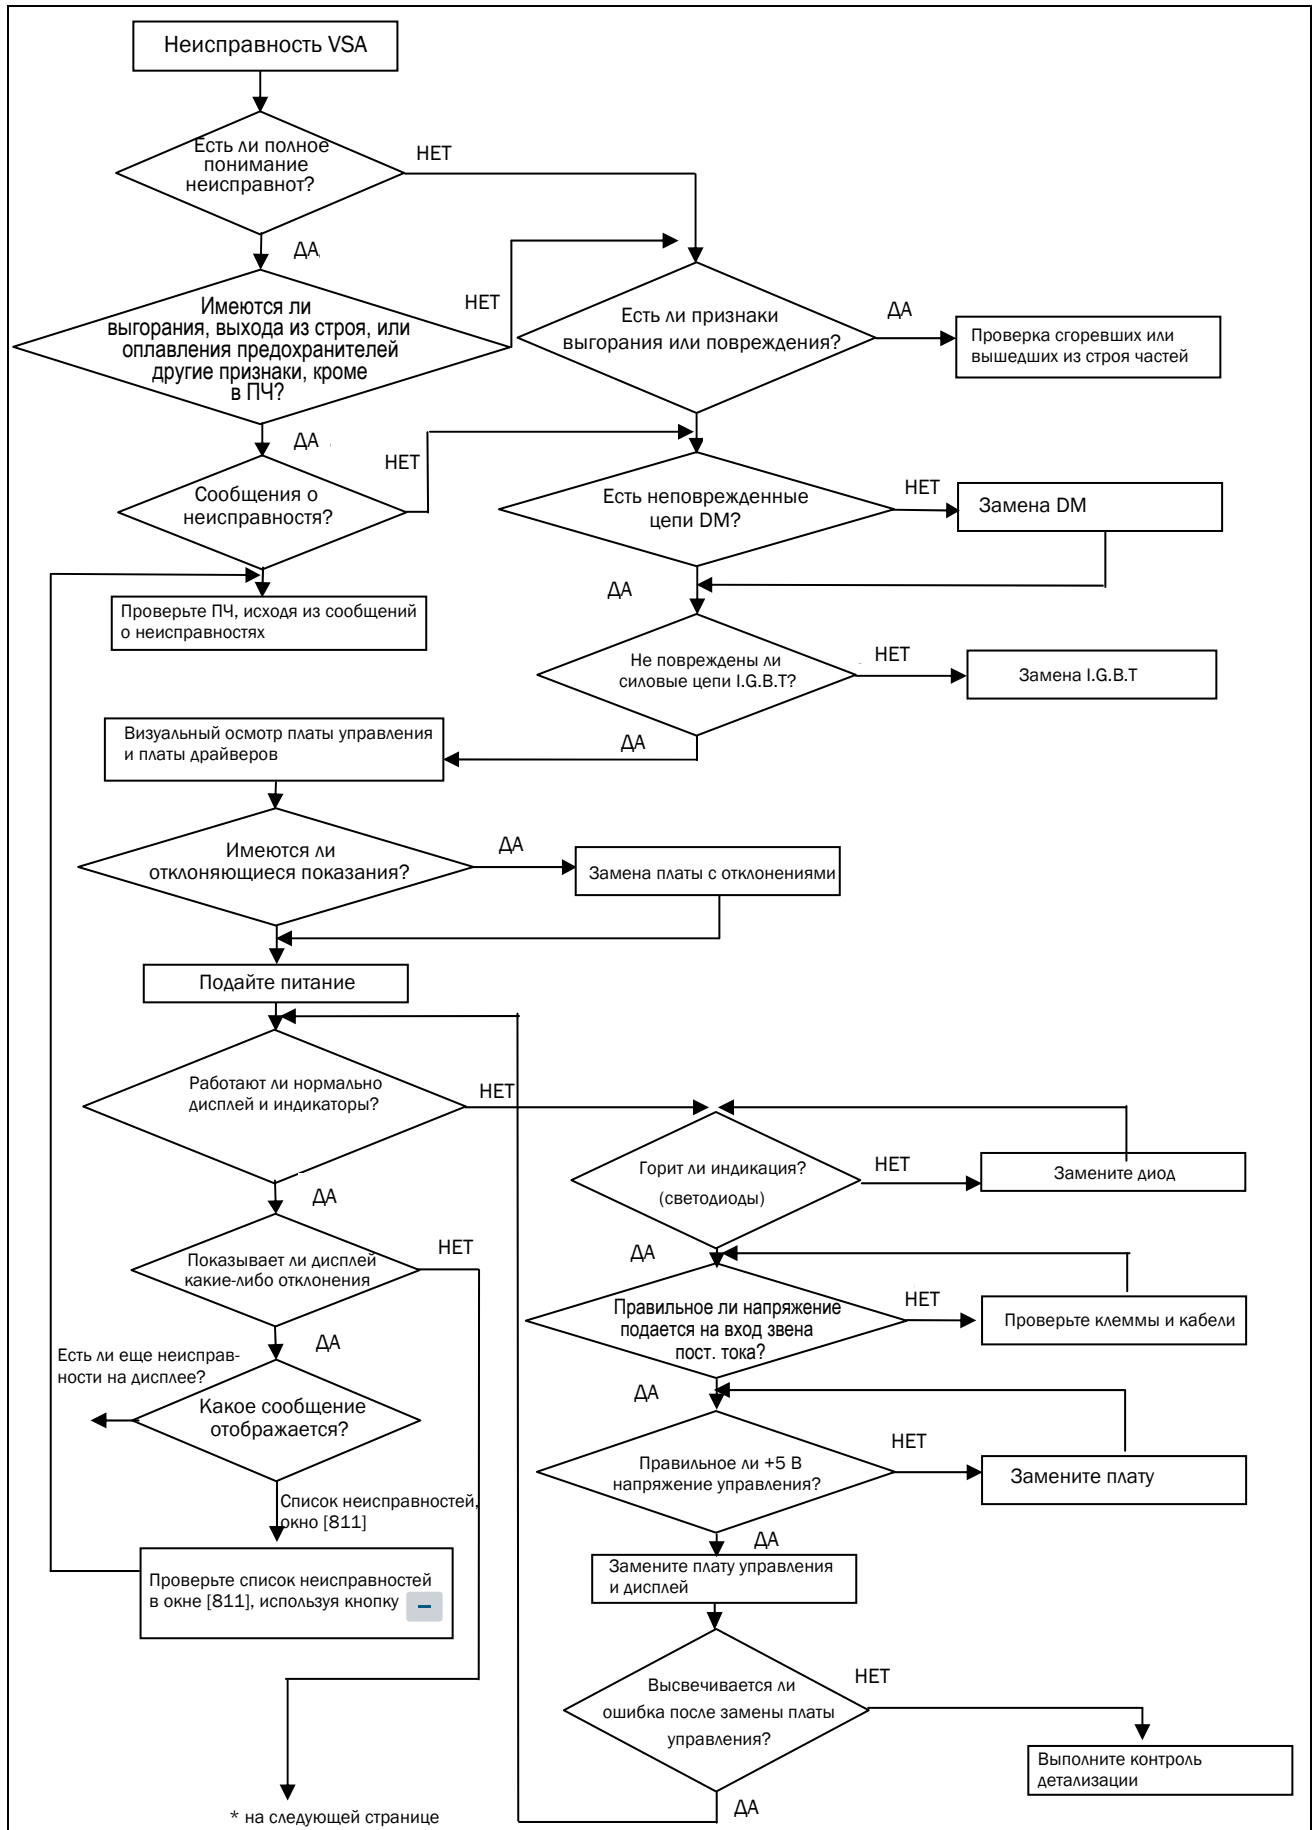 Неисправность VSA
Есть ли полное
понимание
неисправнот?
НЕТ
ДА
Имеются ли
выгорания, выхода из строя, или
оплавления предохранителей
другие признаки, кроме
в ПЧ?
НЕТ
Есть ли признаки
выгорания или повреждения?
ДА
Проверка сгоревших или
вышедших из строя частей
ДА
НЕТ
Сообщения о
неисправностя?
Есть неповрежденные
цепи DM?
НЕТ
Замена DM
ДА
Проверьте ПЧ, исходя из сообщений
о неисправностях
Не повреждены ли
силовые цепи I.G.B.T?
НЕТ
Замена I.G.B.T
ДА
Визуальный осмотр платы управления
и платы драйверов
Имеются ли
отклоняющиеся показания?
ДА
Замена платы с отклонениями
Подайте питание
Работают ли нормально
дисплей и индикаторы?
НЕТ
Горит ли индикация?
(светодиоды)
НЕТ
Замените диод
ДА
Показывает ли дисплей
какие-либо отклонения
НЕТ
ДА
Правильное ли напряжение
подается на вход звена
пост. тока?
НЕТ
Проверьте клеммы и кабели
ДА
Есть ли еще неисправ-
ности на дисплее?
Какое сообщение
отображается?
ДА
Правильное ли +5 В
напряжение управления?
НЕТ
Замените плату
Список неисправностей,
окно [811]
ДА
Проверьте список неисправностей
в окне [811], используя кнопку −
Замените плату управления
и дисплей
Высвечивается ли
ошибка после замены платы
управления?
НЕТ
Выполните контроль
детализации
ДА
* на следующей странице